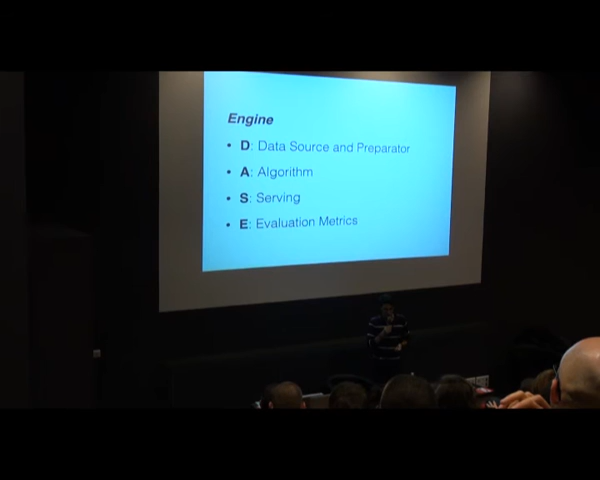 Engine
• D: Data Source and Preparator
• A: Algorithm
• S: Serving
• E: Evaluation Metrics